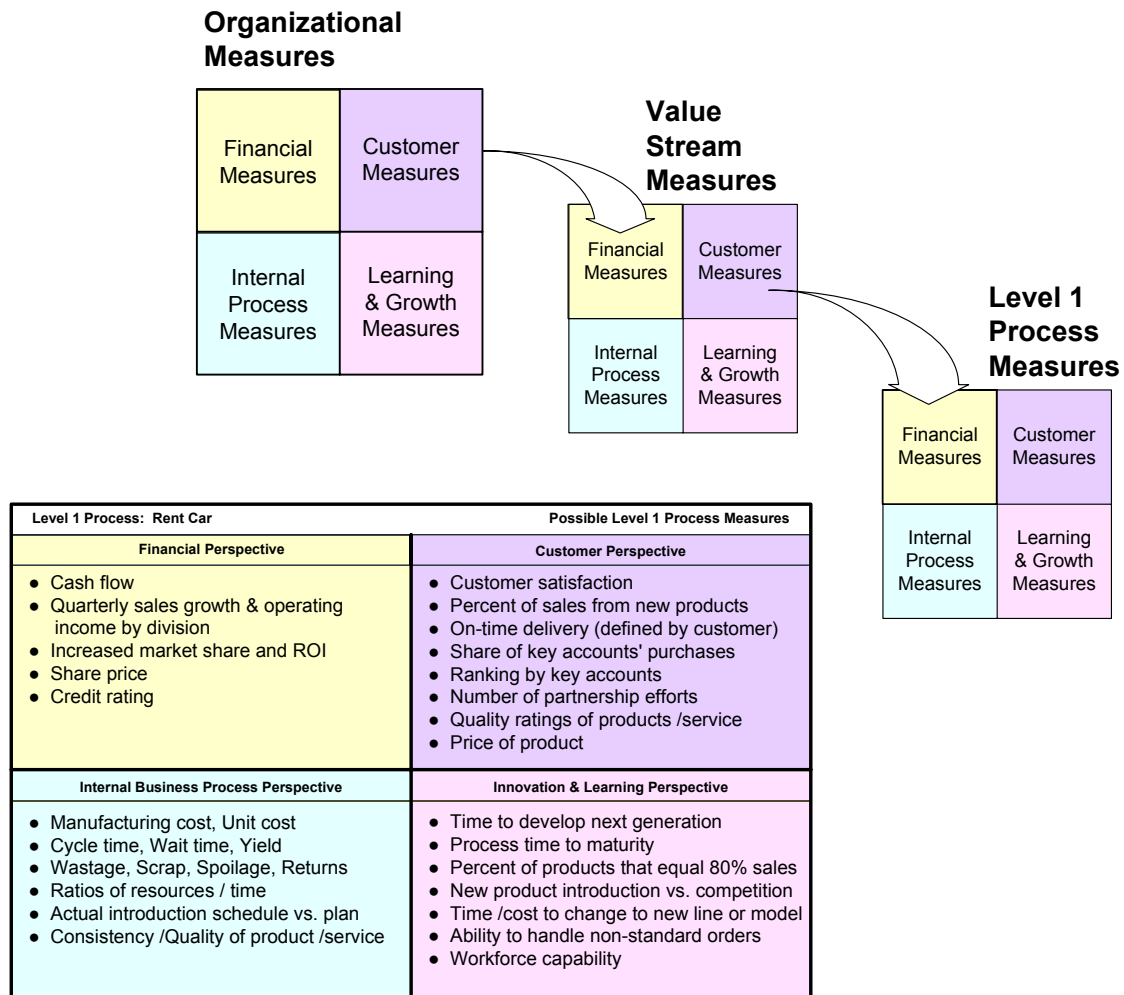 Organizational
Measures
Financial
Measures
Customer
Measures
Internal
Process
Measures
Learning
& Growth
Measures
Value
Stream
Measures
Financial
Measures
Customer
Measures
Internal
Process
Measures
Learning
& Growth
Measures
Level 1
Process
Measures
Financial
Measures
Customer
Measures
Internal
Process
Measures
Learning
& Growth
Measures
Level 1 Process: Rent Car
Possible Level 1 Process Measures
Financial Perspective
● Cash flow
● Quarterly sales growth & operating
income by division
● Increased market share and ROI
● Share price
● Credit rating
Customer Perspective
● Customer satisfaction
● Percent of sales from new products
● On-time delivery (defined by customer)
● Share of key accounts' purchases
● Ranking by key accounts
● Number of partnership efforts
● Quality ratings of products /service
● Price of product
Internal Business Process Perspective
● Manufacturing cost, Unit cost
● Cycle time, Wait time, Yield
● Wastage, Scrap, Spoilage, Returns
● Ratios of resources / time
● Actual introduction schedule vs. plan
● Consistency /Quality of product /service
Innovation & Learning Perspective
● Time to develop next generation
● Process time to maturity
● Percent of products that equal 80% sales
● New product introduction vs. competition
● Time /cost to change to new line or model
● Ability to handle non-standard orders
● Workforce capability